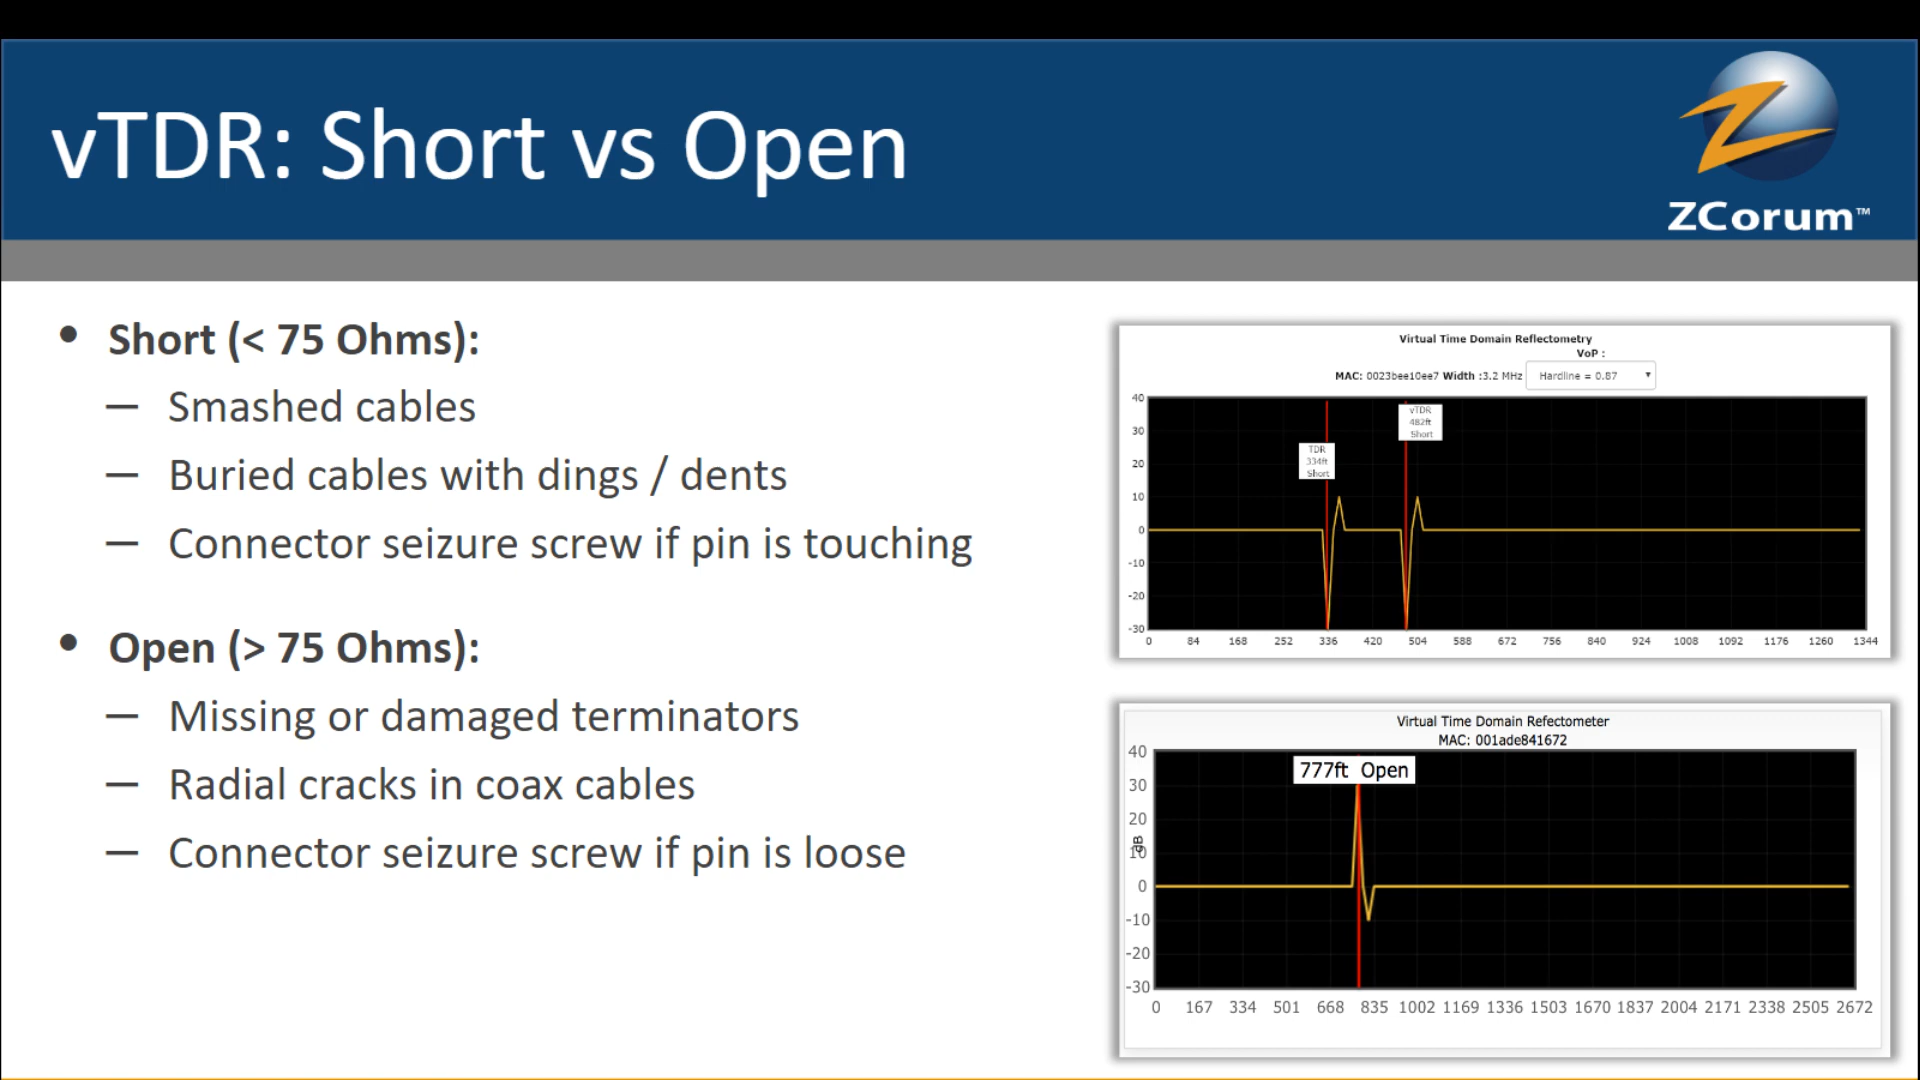 vTDR: Short vs Open
ZCorum™
• Short (< 75 Ohms):
— Smashed cables
— Buried cables with dings / dents
— Connector seizure screw if pin is touching
• Open (> 75 Ohms):
— Missing or damaged terminators
— Radial cracks in coax cables
— Connector seizure screw if pin is loose
Virtual Time Domain Reflectometry
VoP :
MAC: 0023bee10ee7 Width :3.2 MHz Hardline = 0.87
40
30
20
10
0
-10
-20
-30
vTDR
482ft
Short
TDR
334ft
Short
0 84 168 252 336 420 504 588 672 756 840 924 1008 1092 1176 1260 1344
Virtual Time Domain Refectometer
MAC: 001ade841672
40
30
20
10
0
-10
-20
-30
dB
777ft Open
0 167 334 501 668 835 1002 1169 1336 1503 1670 1837 2004 2171 2338 2505 2672